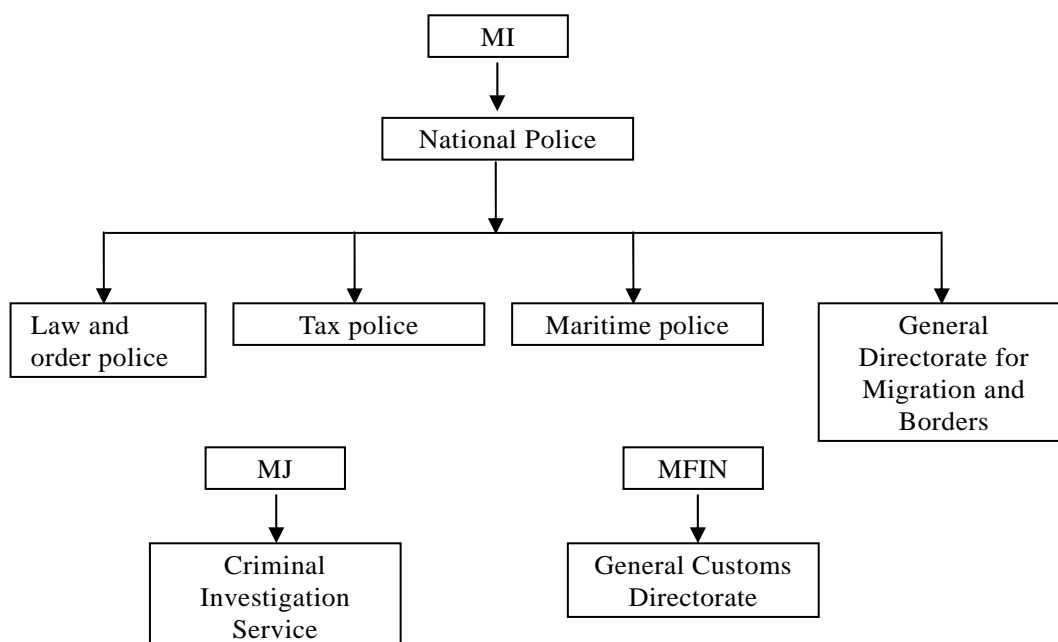 MI
National Police
Law and
order police
Tax police
Maritime police
General
Directorate for
Migration and
Borders
MJ
MFIN
Criminal
Investigation
Service
General Customs
Directorate